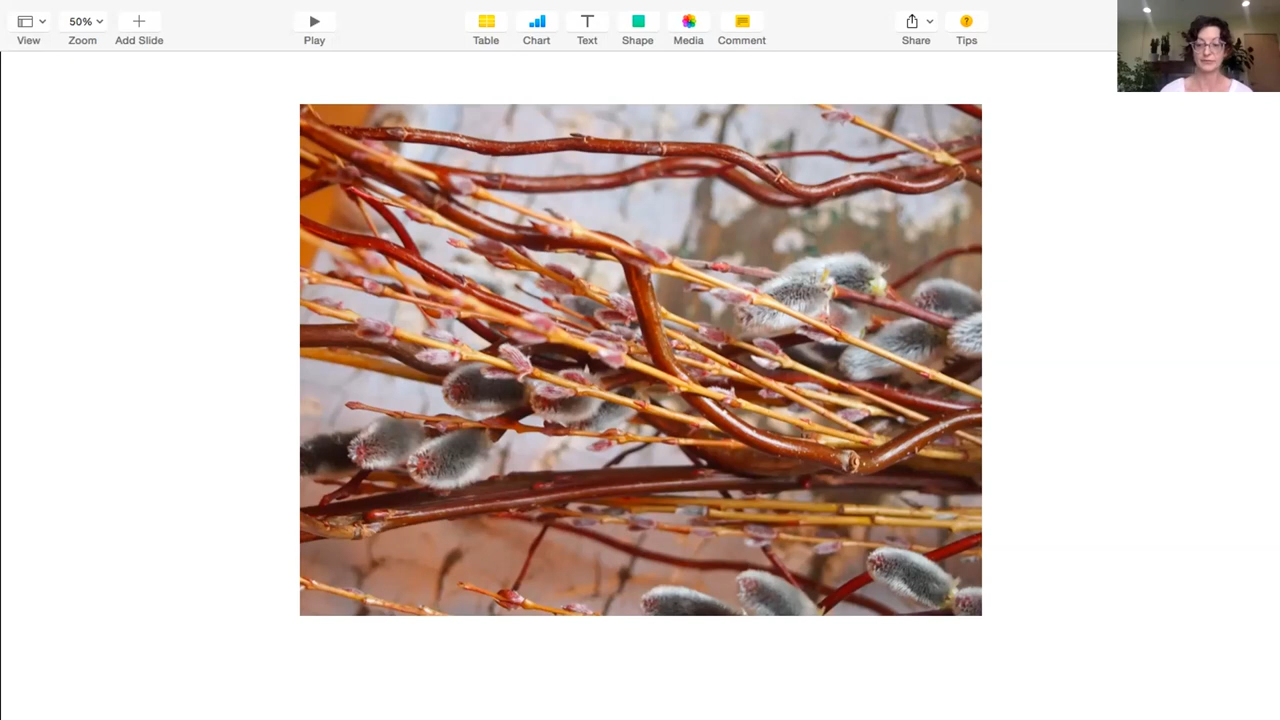 View
50%
Zoom
Add Slide
Play
Table
Chart
Text
Shape
Media
Comment
Share
Tips